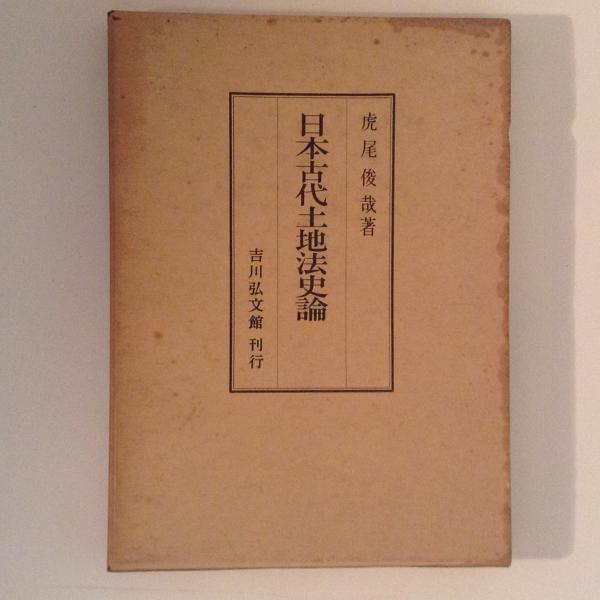 虎尾俊哉著
日本古代土地法史論
吉川弘文館 刊行